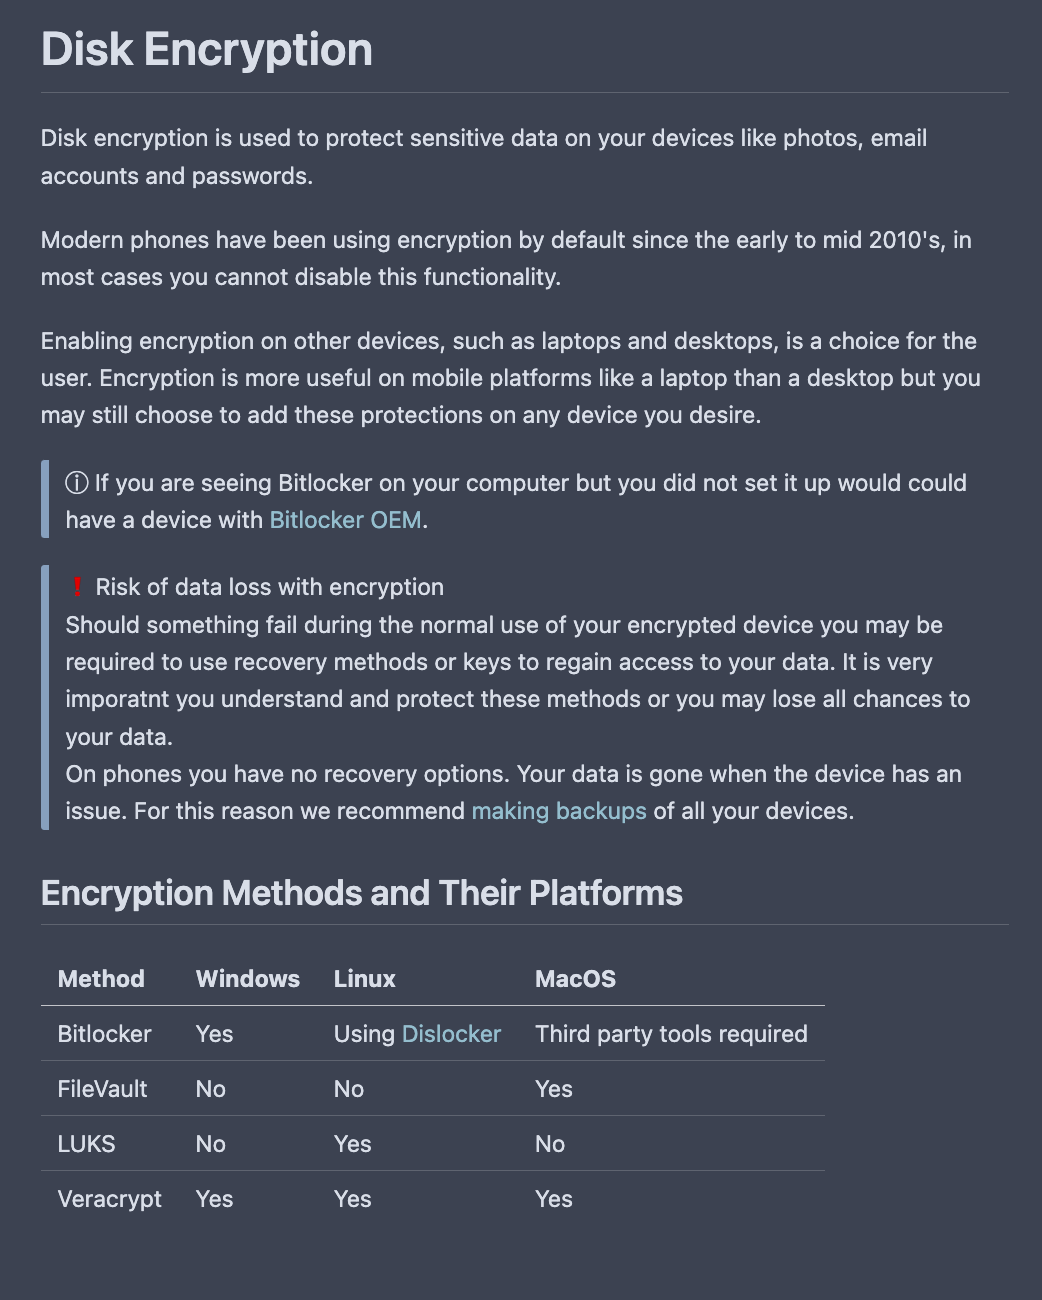 Disk Encryption
Disk encryption is used to protect sensitive data on your devices like photos, email
accounts and passwords.
Modern phones have been using encryption by default since the early to mid 2010's, in
most cases you cannot disable this functionality.
Enabling encryption on other devices, such as laptops and desktops, is a choice for the
user. Encryption is more useful on mobile platforms like a laptop than a desktop but you
may still choose to add these protections on any device you desire.
ⓘ If you are seeing Bitlocker on your computer but you did not set it up would could
have a device with Bitlocker OEM.
❗ Risk of data loss with encryption
Should something fail during the normal use of your encrypted device you may be
required to use recovery methods or keys to regain access to your data. It is very
imporatnt you understand and protect these methods or you may lose all chances to
your data.
On phones you have no recovery options. Your data is gone when the device has an
issue. For this reason we recommend making backups of all your devices.
Encryption Methods and Their Platforms
Method Windows Linux MacOS
Bitlocker Yes Using Dislocker Third party tools required
FileVault No No Yes
LUKS No Yes No
Veracrypt Yes Yes Yes